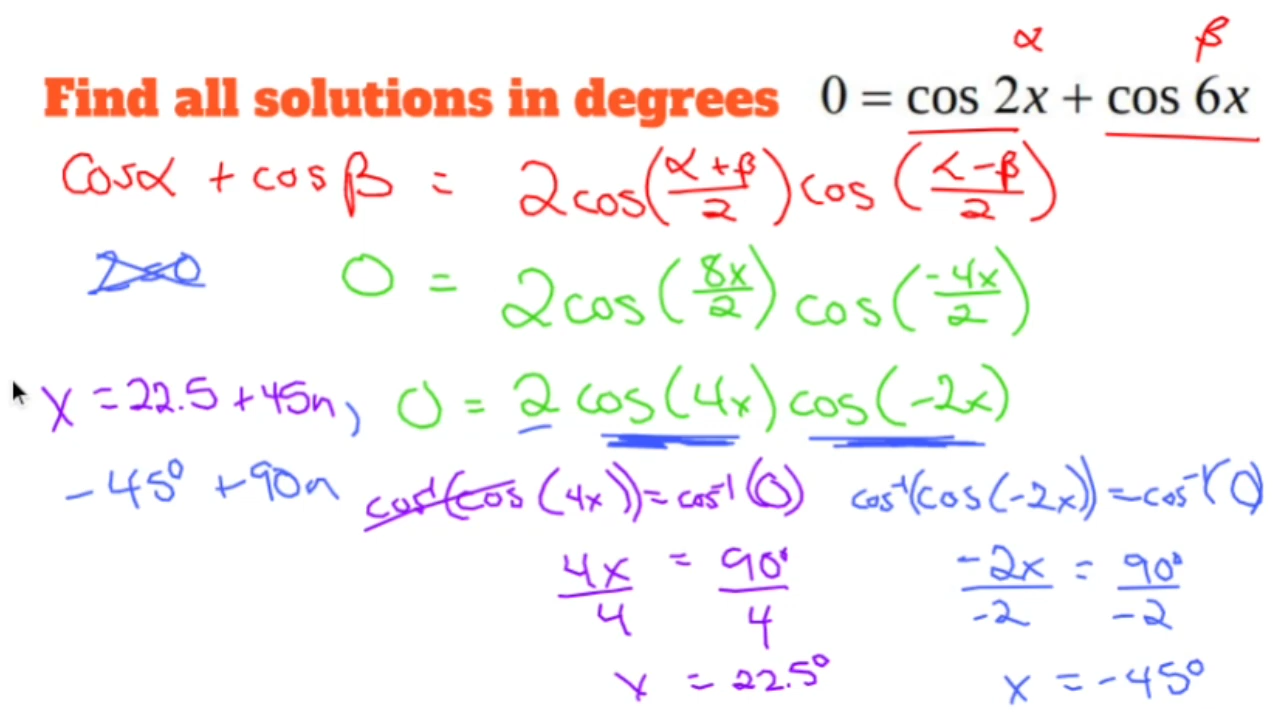 α β
Find all solutions in degrees 0 = cos 2x + cos 6x
Cosα + cosβ = 2cos((α+β)/2)cos((α-β)/2)
2=0 0 = 2cos(8x/2)cos(-4x/2)
x = 22.5 + 45n, 0 = 2 cos(4x) cos(-2x)
-45° + 90n cos⁻¹(cos(4x)) = cos⁻¹(0) cos⁻¹(cos(-2x)) = cos⁻¹(0)
4x/4 = 90°/4 -2x/-2 = 90°/-2
x = 22.5° x = -45°